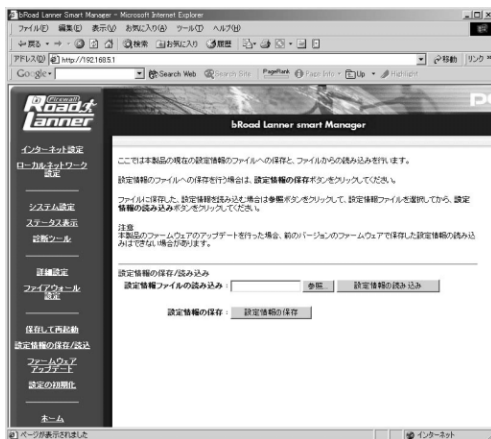 bRoad Lanner Smart Manager - Microsoft Internet Explorer
ファイル(F) 編集(E) 表示(V) お気に入り(A) ツール(T) ヘルプ(H)
戻る 検索 お気に入り 履歴
アドレス(D) http://192.168.5.1 移動 リンク
Google Search Web Search Site PageRank Page Info Up Highlight
Firewall
Road
Lanner
bRoad Lanner smart Manager
インターネット設定
ローカルネットワーク
設定
システム設定
ステータス表示
診断ツール
詳細設定
ファイアウォール
設定
保存して再起動
設定情報の保存/読込
ファームウェア
アップデート
設定の初期化
ホーム
ここでは本製品の現在の設定情報のファイルへの保存と、ファイルからの読み込みを行います。
設定情報のファイルへの保存を行う場合は、設定情報の保存ボタンをクリックしてください。
ファイルに保存した、設定情報を読み込む場合は参照ボタンをクリックして、設定情報ファイルを選択してから、設定
情報の読み込みボタンをクリックしてください。
注意
本製品のファームウェアのアップデートを行った場合、前のバージョンのファームウェアで保存した設定情報の読み込
みはできない場合があります。
設定情報の保存/読み込み
設定情報ファイルの読み込み : 参照... 設定情報の読み込み
設定情報の保存 : 設定情報の保存
ページが表示されました インターネット